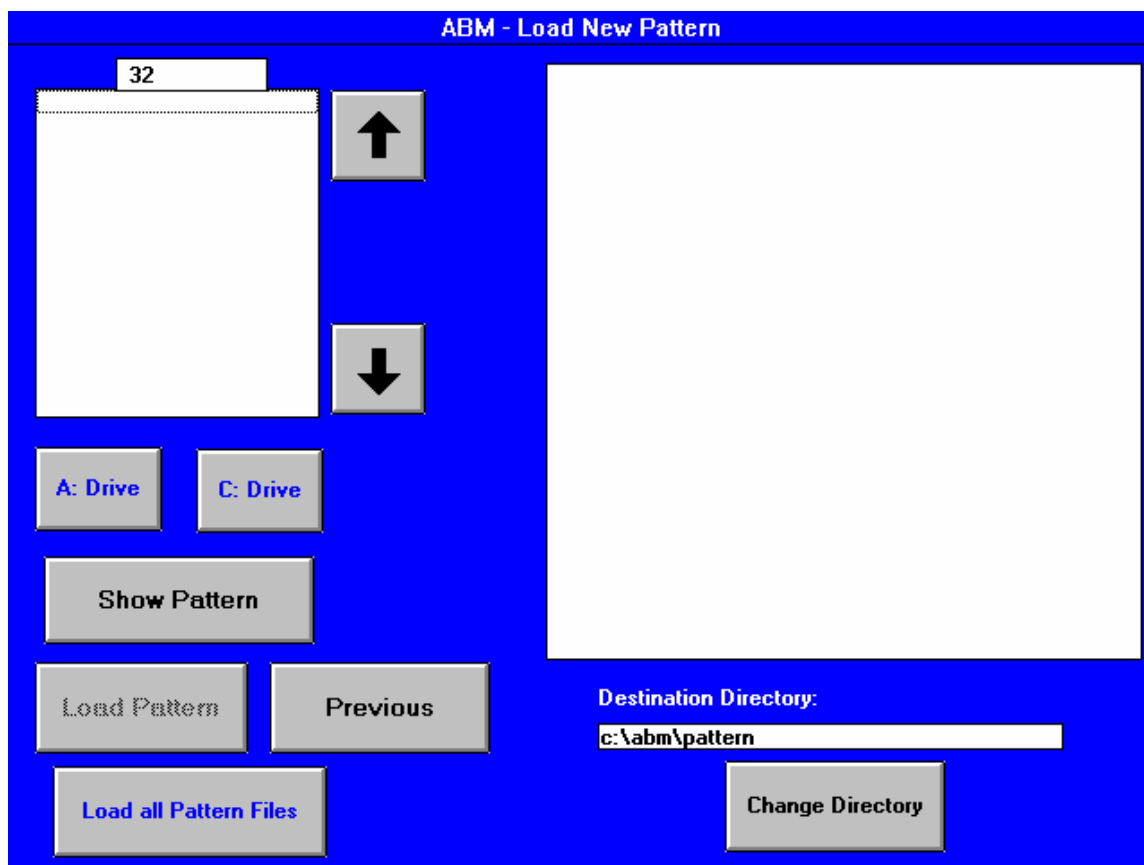 ABM - Load New Pattern
32
A: Drive
C: Drive
Show Pattern
Load Pattern
Previous
Load all Pattern Files
Destination Directory:
c:\abm\pattern
Change Directory